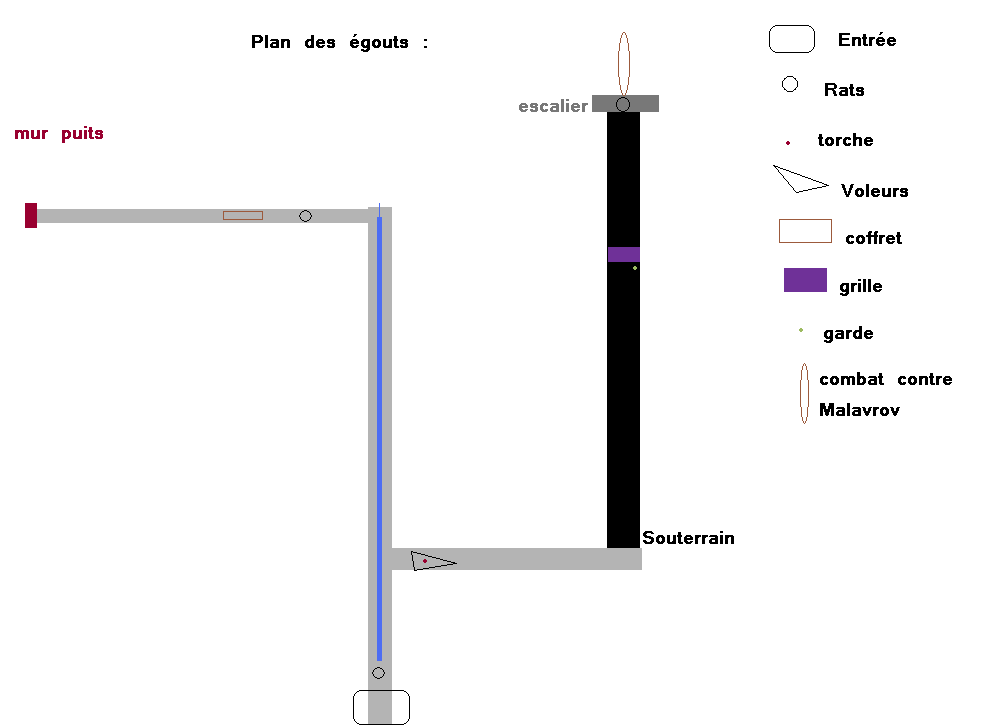 Plan des égouts :
Entrée
Rats
escalier
mur puits
torche
Voleurs
coffret
grille
garde
combat contre
Malavrov
Souterrain